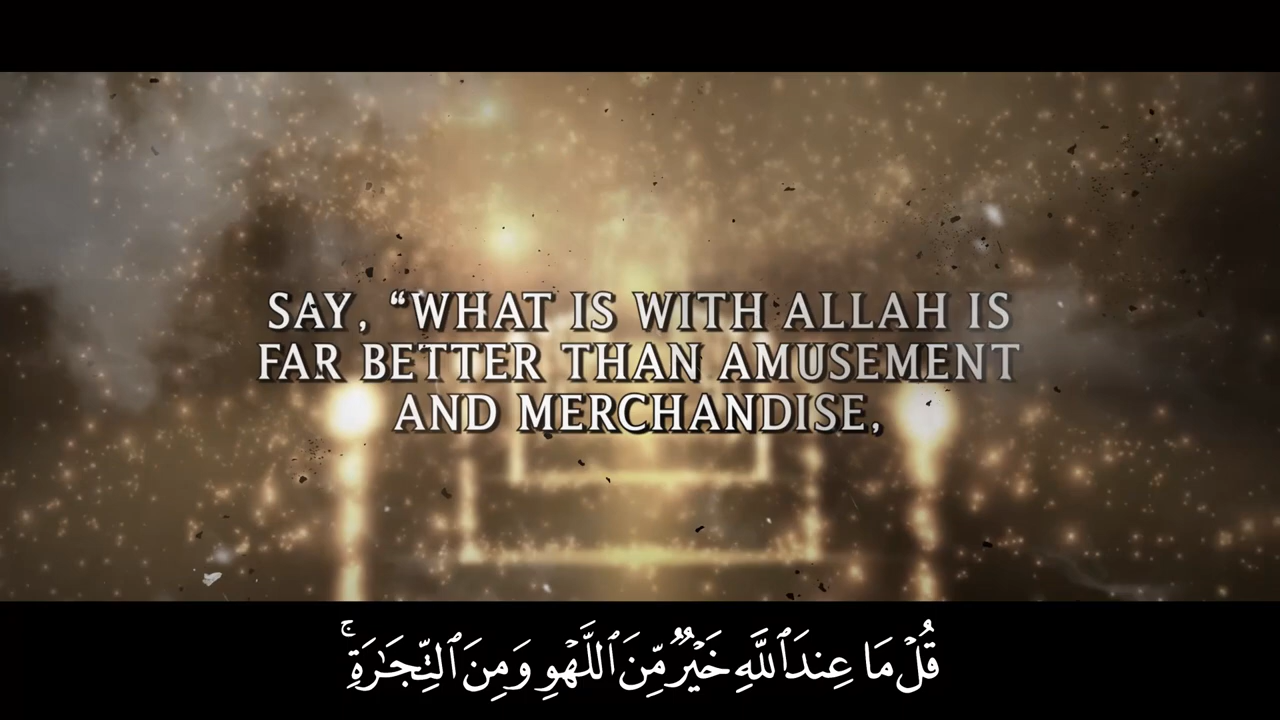 SAY, “WHAT IS WITH ALLAH IS
FAR BETTER THAN AMUSEMENT
AND MERCHANDISE,
قُلْ مَا عِندَ ٱللَّهِ خَيْرٌ مِّنَ ٱللَّهْوِ وَمِنَ ٱلتِّجَـٰرَةِ ۚ